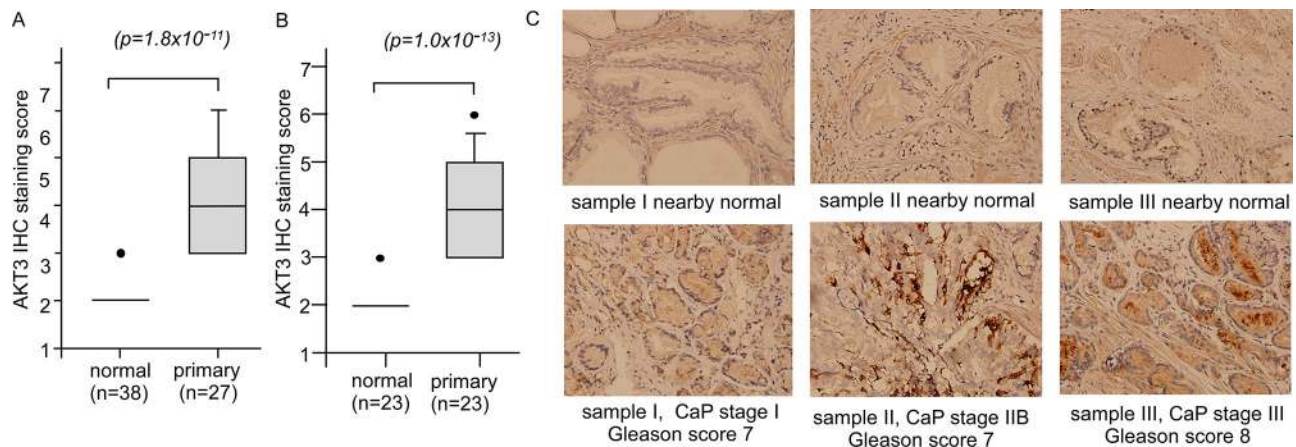 A
(p=1.8x10⁻¹¹)
AKT3 IHC staining score
7
6
5
4
3
2
1
normal
(n=38)
primary
(n=27)
B
(p=1.0x10⁻¹³)
AKT3 IHC staining score
7
6
5
4
3
2
1
normal
(n=23)
primary
(n=23)
C
sample I nearby normal
sample II nearby normal
sample III nearby normal
sample I, CaP stage I
Gleason score 7
sample II, CaP stage IIB
Gleason score 7
sample III, CaP stage III
Gleason score 8